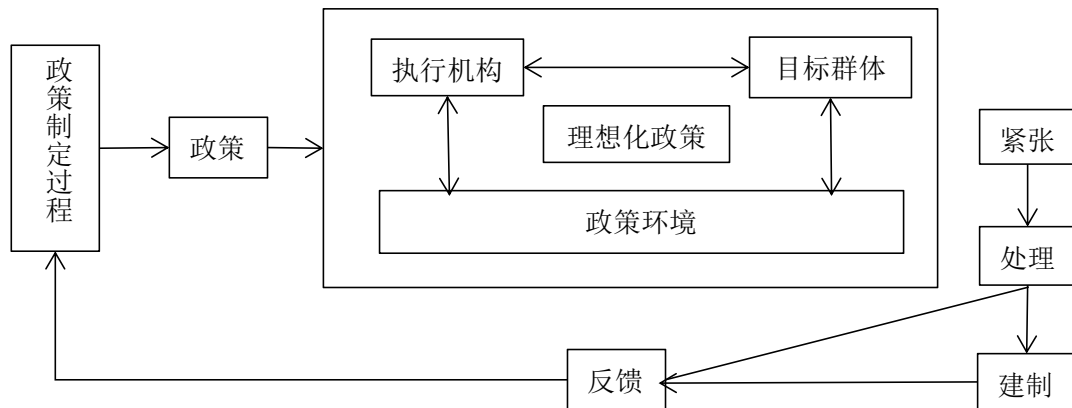 政策制定过程
政策
执行机构
目标群体
理想化政策
政策环境
紧张
处理
建制
反馈